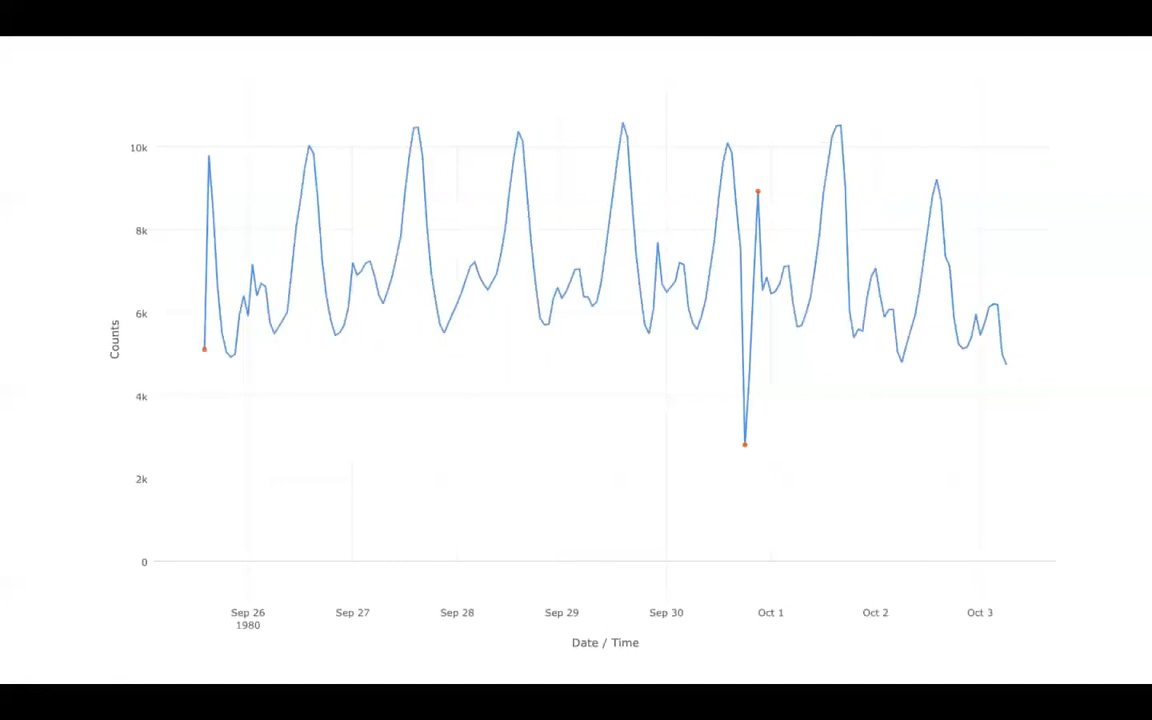 10k
8k
6k
4k
2k
0
Counts
Sep 26 Sep 27 Sep 28 Sep 29 Sep 30 Oct 1 Oct 2 Oct 3
1980
Date / Time